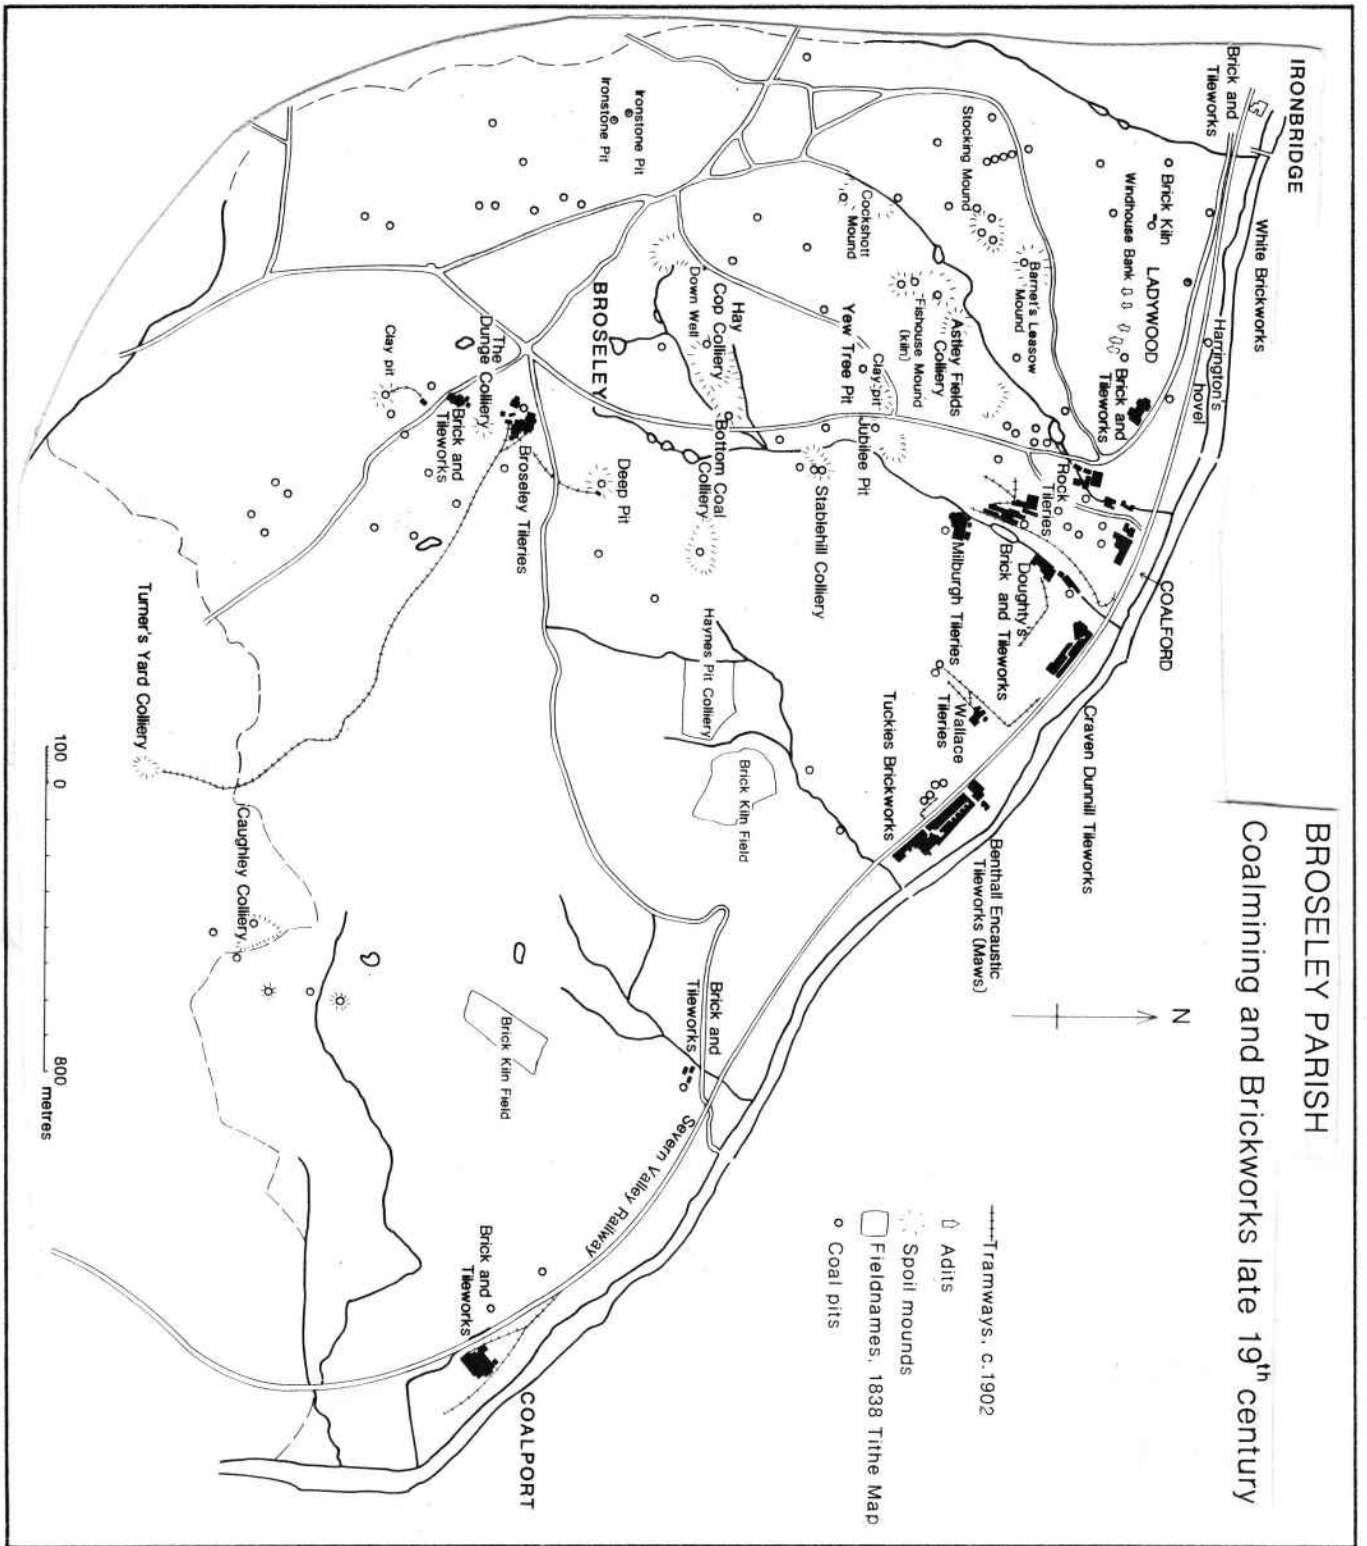 BROSELEY PARISH
Coalmining and Brickworks late 19th century
IRONBRIDGE
White Brickworks
Brick and
Tileworks
Harrington's
hovel
Brick Kiln
LADYWOOD
Windhouse Bank
Brick and
Tileworks
Stocking Mound
Barnet's Leasow
Mound
Ironstone Pit
Ironstone Pit
Cockshott
Mound
Astley Fields
Colliery
Fishouse Mound
(kiln)
Yew Tree Pit
Clay pit
Jubilee Pit
Hay
Cop Colliery
Down Well
BROSELEY
Bottom Coal
Colliery
Stablehill Colliery
Rock
Tileries
COALFORD
Doughty's
Brick and Tileworks
Milburgh Tileries
Craven Dunnill Tileworks
Wallace
Tileries
Tuckies Brickworks
Benthall Encaustic
Tileworks (Maws)
N
The
Dunge Colliery
Clay pit
Brick and
Tileworks
Broseley Tileries
Deep Pit
Haynes Pit Colliery
Brick Kiln Field
Turner's Yard Colliery
Caughley Colliery
Brick Kiln Field
Brick and
Tileworks
Severn Valley Railway
Brick and
Tileworks
COALPORT
Tramways, c.1902
Adits
Spoil mounds
Fieldnames, 1838 Tithe Map
Coal pits
100 0 800
metres